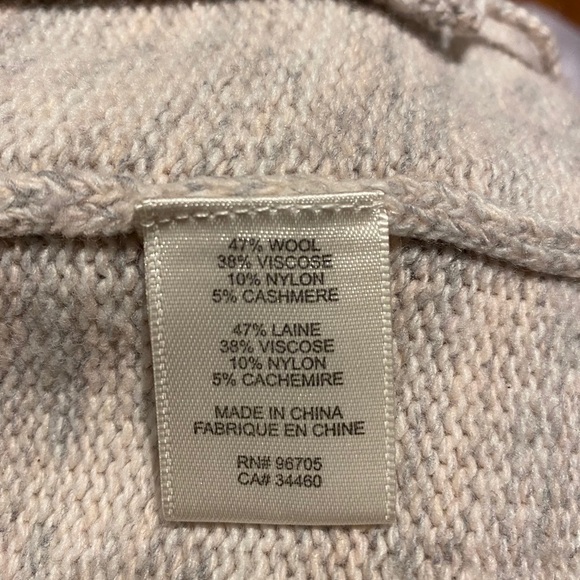 47% WOOL
38% VISCOSE
10% NYLON
5% CASHMERE
47% LAINE
38% VISCOSE
10% NYLON
5% CACHEMIRE
MADE IN CHINA
FABRIQUE EN CHINE
RN# 96705
CA# 34460